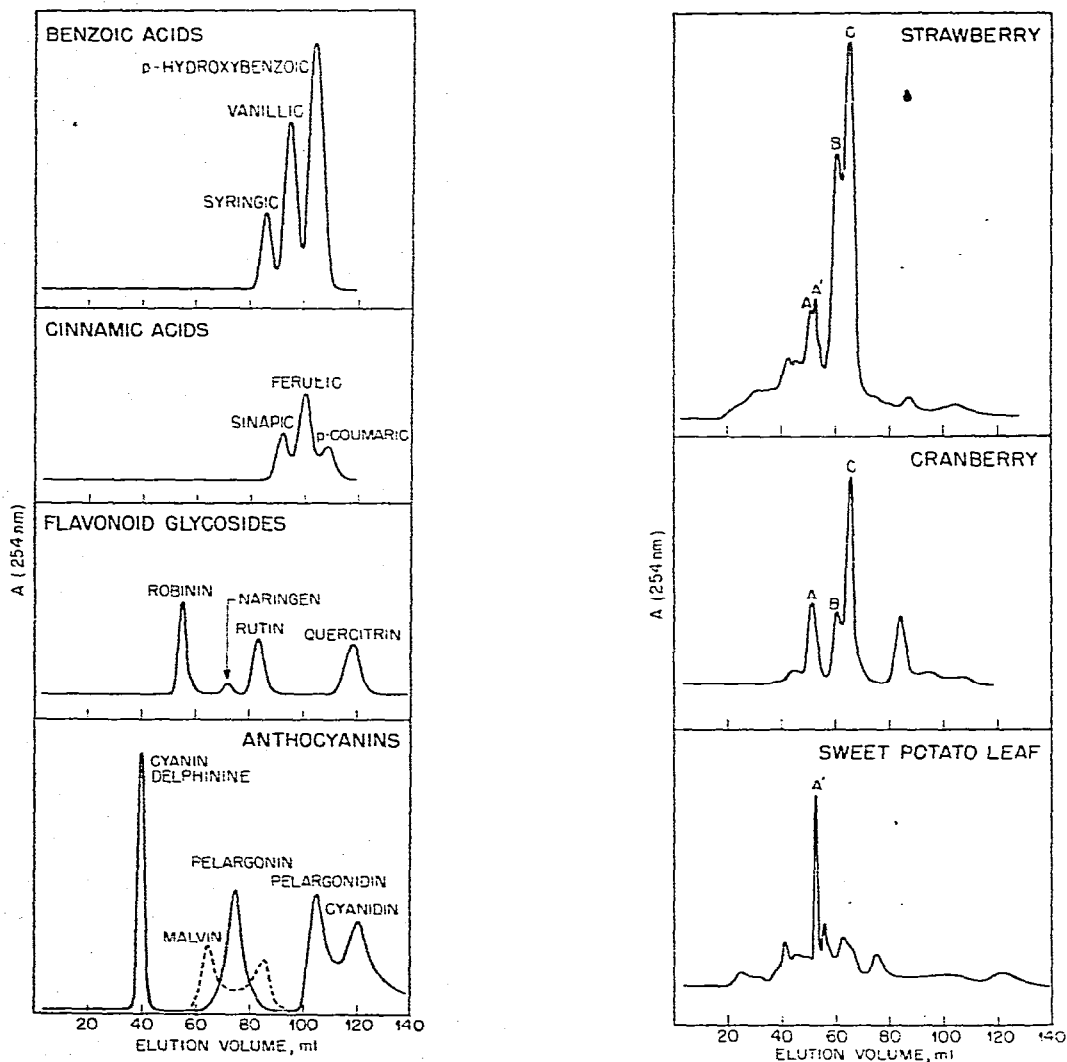 BENZOIC ACIDS
p-HYDROXYBENZOIC
VANILLIC
SYRINGIC
CINNAMIC ACIDS
FERULIC
SINAPIC
p-COUMARIC
FLAVONOID GLYCOSIDES
ROBININ
NARINGEN
RUTIN
QUERCITRIN
ANTHOCYANINS
CYANIN
DELPHININE
PELARGONIN
PELARGONIDIN
CYANIDIN
MALVIN
20 40 60 80 100 120 140
ELUTION VOLUME, ml
A (254 nm)
STRAWBERRY
C
B
A A'
CRANBERRY
C
A
B
SWEET POTATO LEAF
A'
20 40 60 80 100 120 140
ELUTION VOLUME, ml
A (254 nm)